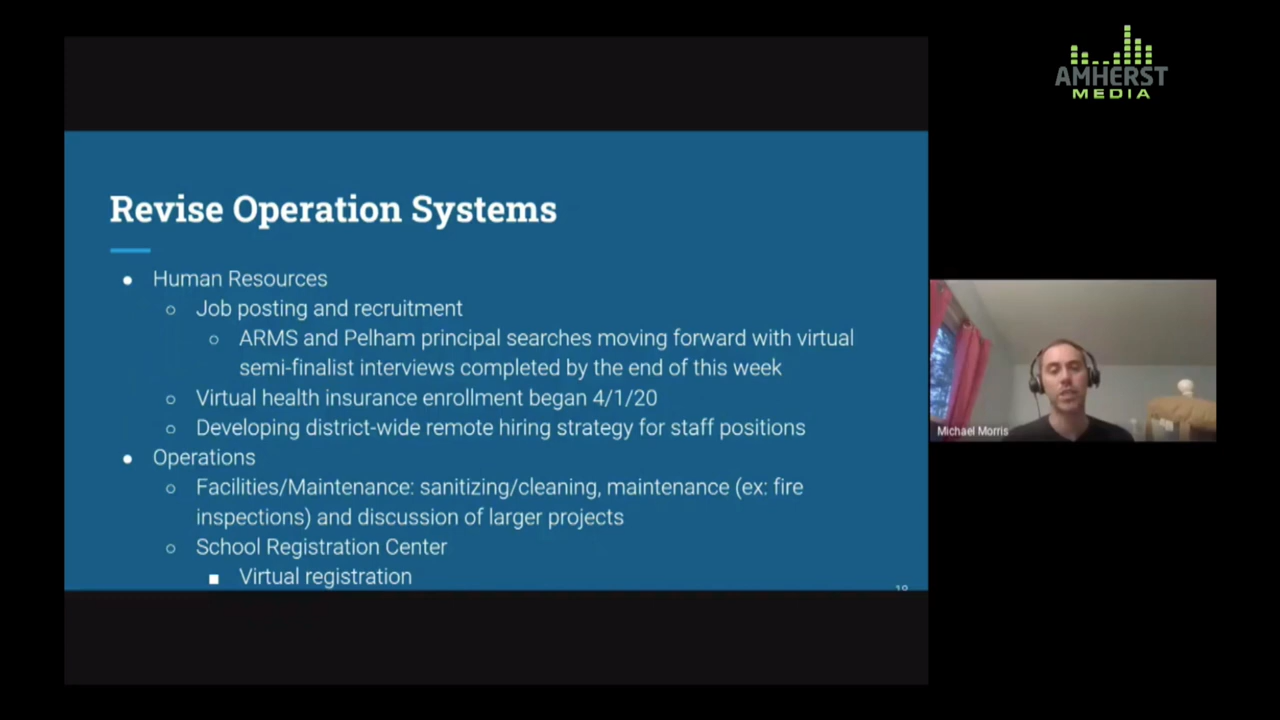 AMHERST
MEDIA
Revise Operation Systems
Human Resources
Job posting and recruitment
ARMS and Pelham principal searches moving forward with virtual
semi-finalist interviews completed by the end of this week
Virtual health insurance enrollment began 4/1/20
Developing district-wide remote hiring strategy for staff positions
Operations
Facilities/Maintenance: sanitizing/cleaning, maintenance (ex: fire
inspections) and discussion of larger projects
School Registration Center
Virtual registration
Michael Morris